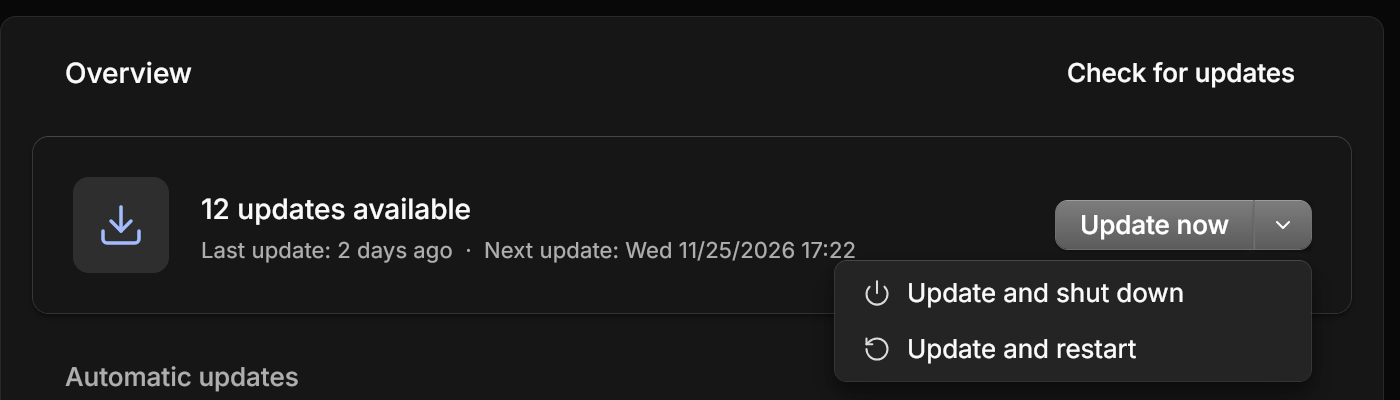 Overview
Check for updates
12 updates available
Last update: 2 days ago · Next update: Wed 11/25/2026 17:22
Update now
Update and shut down
Update and restart
Automatic updates